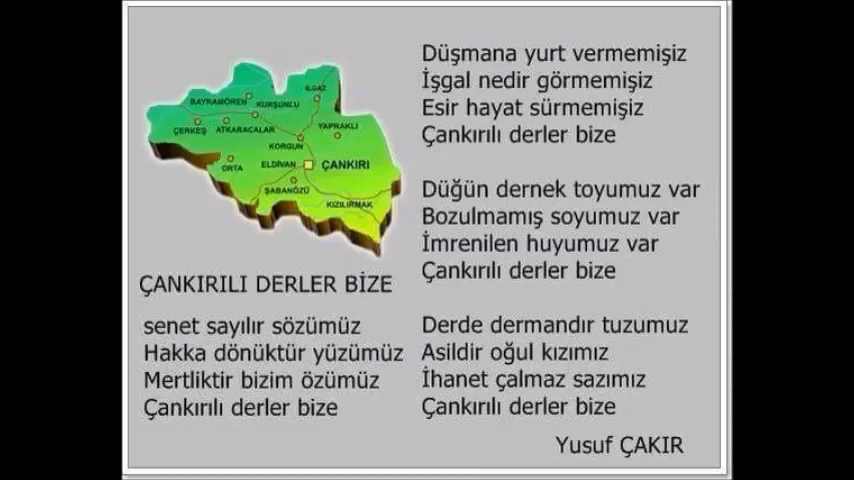 ILGAZ
BAYRAMÖREN
KURŞUNLU
ÇERKEŞ
ATKARACALAR
YAPRAKLI
KORGUN
ORTA
ELDİVAN
ÇANKIRI
ŞABANÖZÜ
KIZILIRMAK
ÇANKIRILI DERLER BİZE
senet sayılır sözümüz
Hakka dönüktür yüzümüz
Mertliktir bizim özümüz
Çankırılı derler bize
Düşmana yurt vermemişiz
İşgal nedir görmemişiz
Esir hayat sürmemişiz
Çankırılı derler bize
Düğün dernek toyumuz var
Bozulmamış soyumuz var
İmrenilen huyumuz var
Çankırılı derler bize
Derde dermandır tuzumuz
Asildir oğul kızımız
İhanet çalmaz sazımız
Çankırılı derler bize
Yusuf ÇAKIR